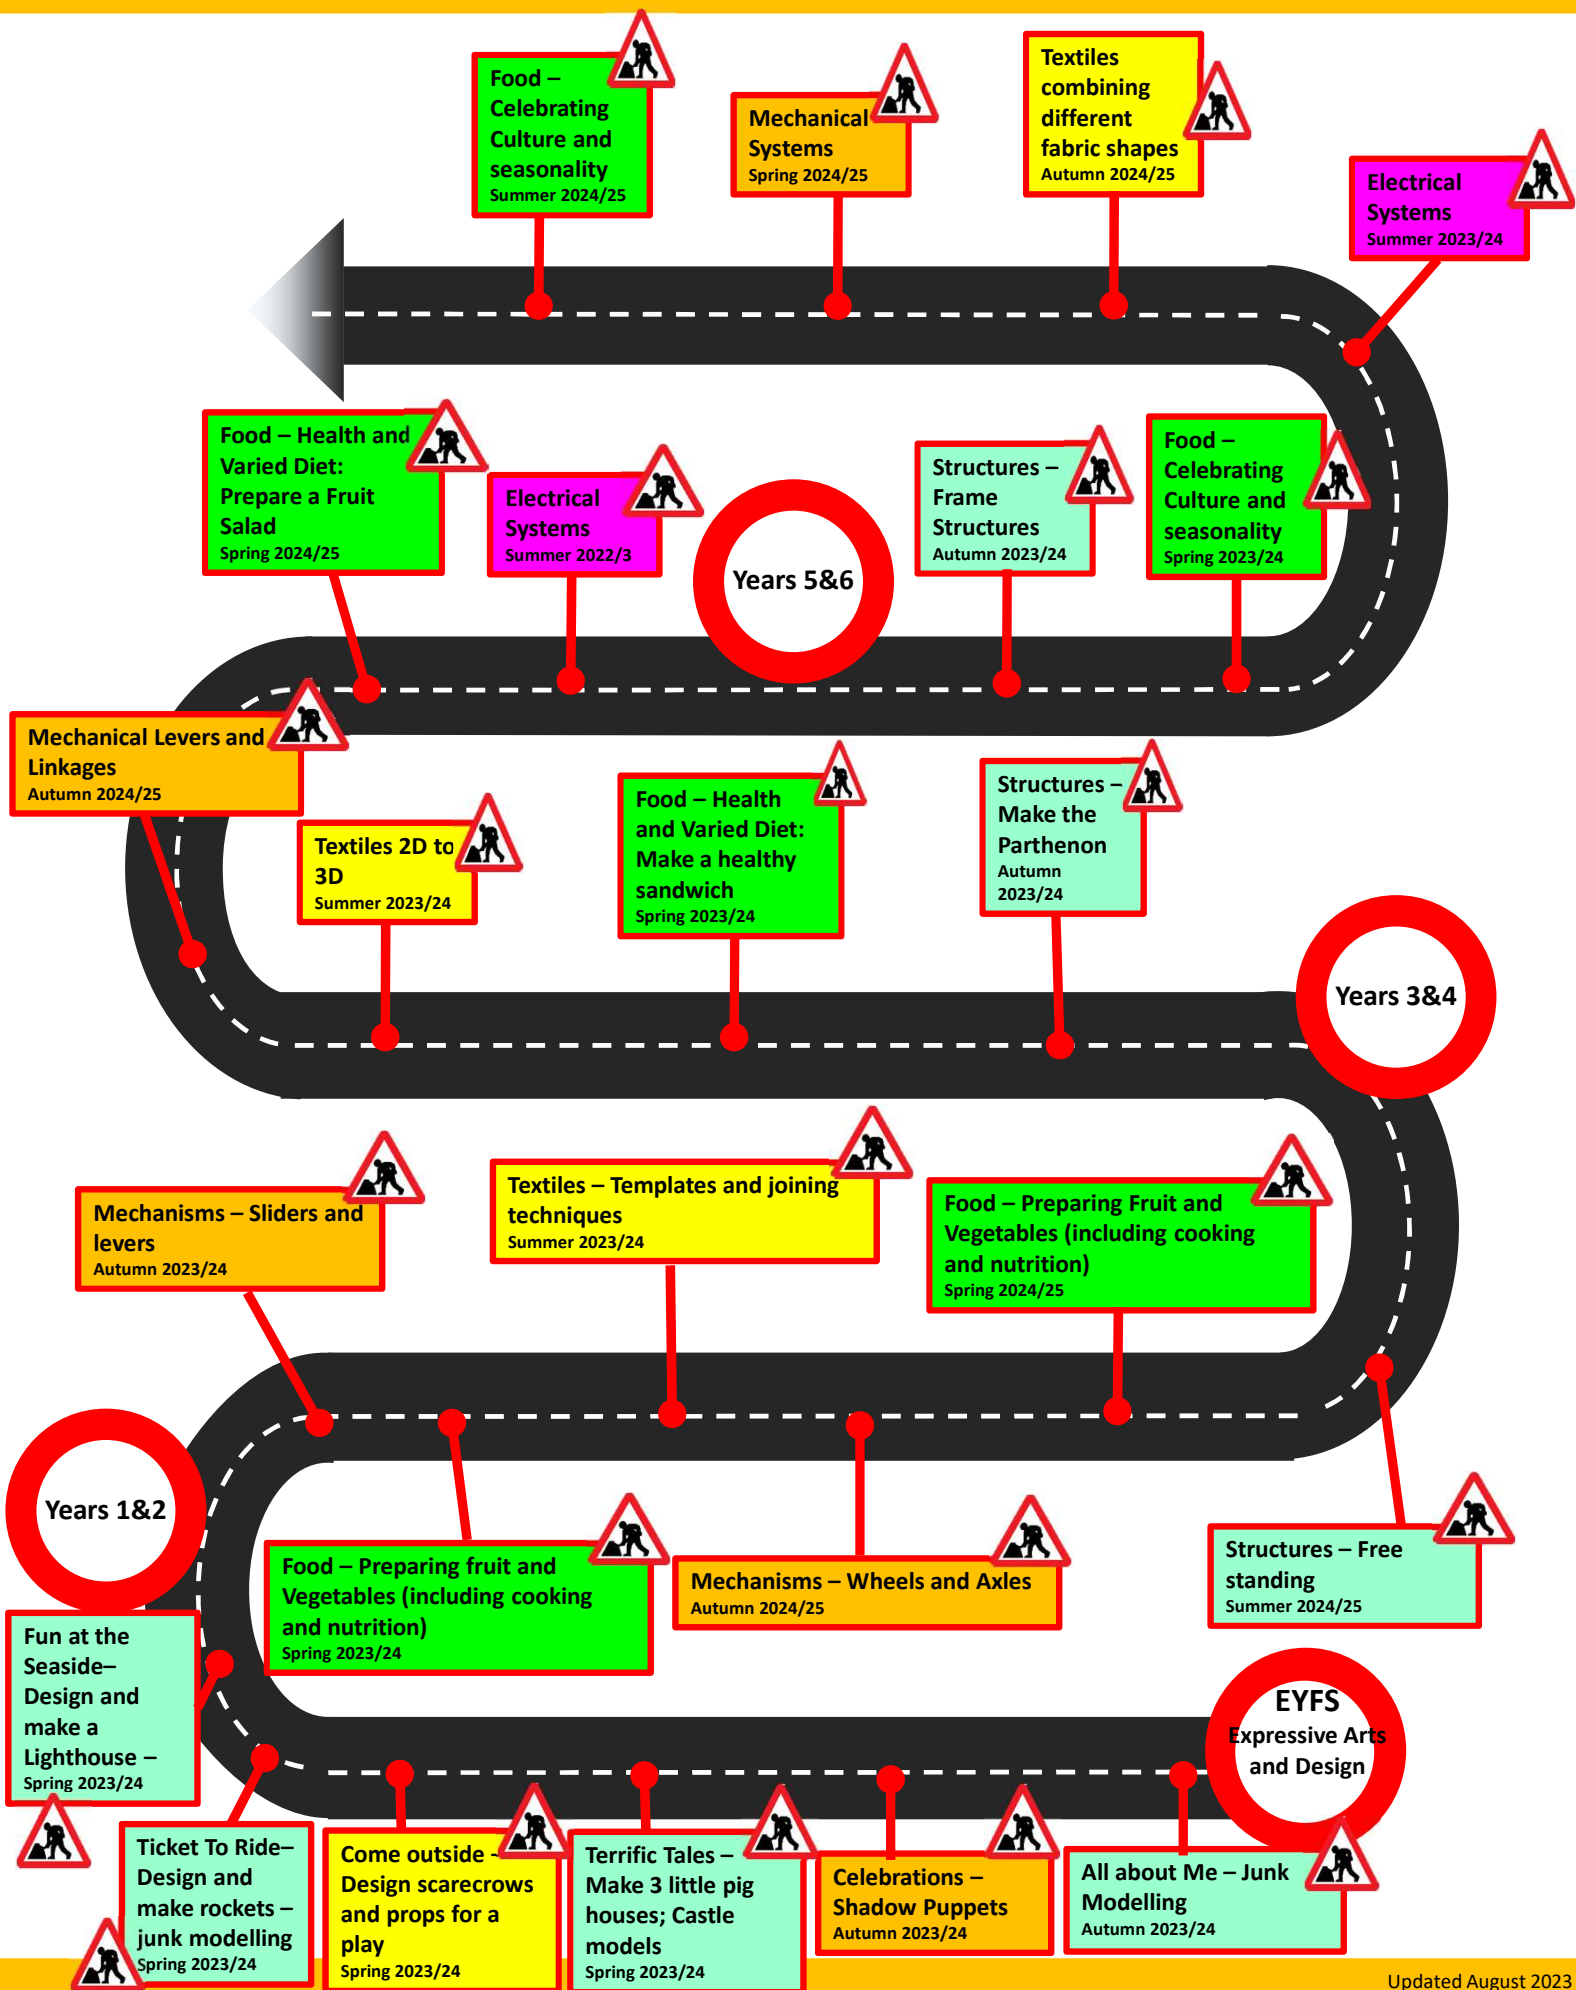 Food –
Celebrating
Culture and
seasonality
Summer 2024/25
Mechanical
Systems
Spring 2024/25
Textiles
combining
different
fabric shapes
Autumn 2024/25
Electrical
Systems
Summer 2023/24
Food – Health and
Varied Diet:
Prepare a Fruit
Salad
Spring 2024/25
Electrical
Systems
Summer 2022/3
Years 5&6
Structures –
Frame
Structures
Autumn 2023/24
Food –
Celebrating
Culture and
seasonality
Spring 2023/24
Mechanical Levers and
Linkages
Autumn 2024/25
Textiles 2D to
3D
Summer 2023/24
Food – Health
and Varied Diet:
Make a healthy
sandwich
Spring 2023/24
Structures –
Make the
Parthenon
Autumn
2023/24
Years 3&4
Mechanisms – Sliders and
levers
Autumn 2023/24
Textiles – Templates and joining
techniques
Summer 2023/24
Food – Preparing Fruit and
Vegetables (including cooking
and nutrition)
Spring 2024/25
Years 1&2
Food – Preparing fruit and
Vegetables (including cooking
and nutrition)
Spring 2023/24
Mechanisms – Wheels and Axles
Autumn 2024/25
Structures – Free
standing
Summer 2024/25
Fun at the
Seaside–
Design and
make a
Lighthouse –
Spring 2023/24
EYFS
Expressive Arts
and Design
Ticket To Ride–
Design and
make rockets –
junk modelling
Spring 2023/24
Come outside -
Design scarecrows
and props for a
play
Spring 2023/24
Terrific Tales –
Make 3 little pig
houses; Castle
models
Spring 2023/24
Celebrations –
Shadow Puppets
Autumn 2023/24
All about Me – Junk
Modelling
Autumn 2023/24
Updated August 2023